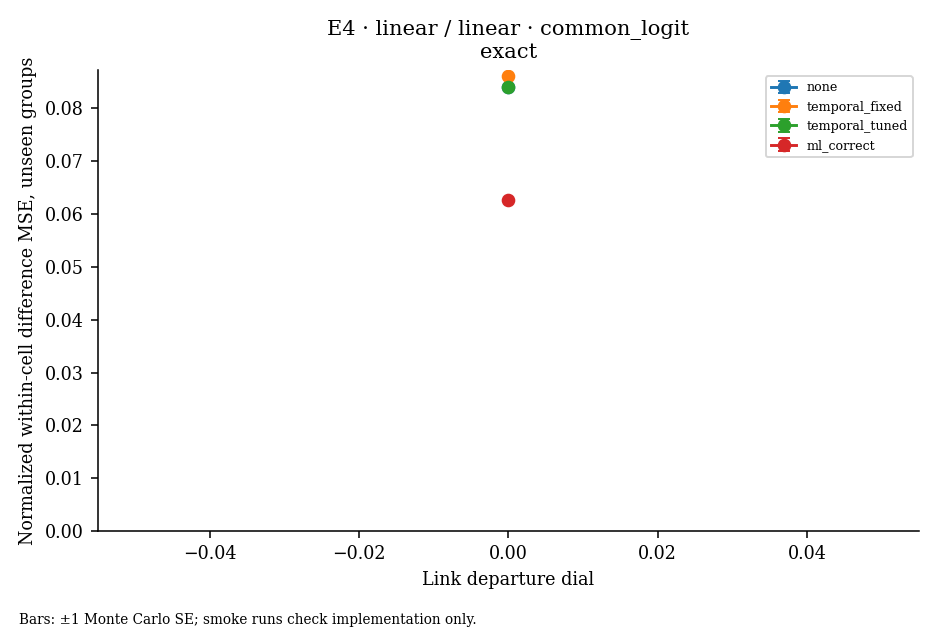 E4 · linear / linear · common_logit
exact
Normalized within-cell difference MSE, unseen groups
0.08
0.07
0.06
0.05
0.04
0.03
0.02
0.01
0.00
none
temporal_fixed
temporal_tuned
ml_correct
−0.04 −0.02 0.00 0.02 0.04
Link departure dial
Bars: ±1 Monte Carlo SE; smoke runs check implementation only.